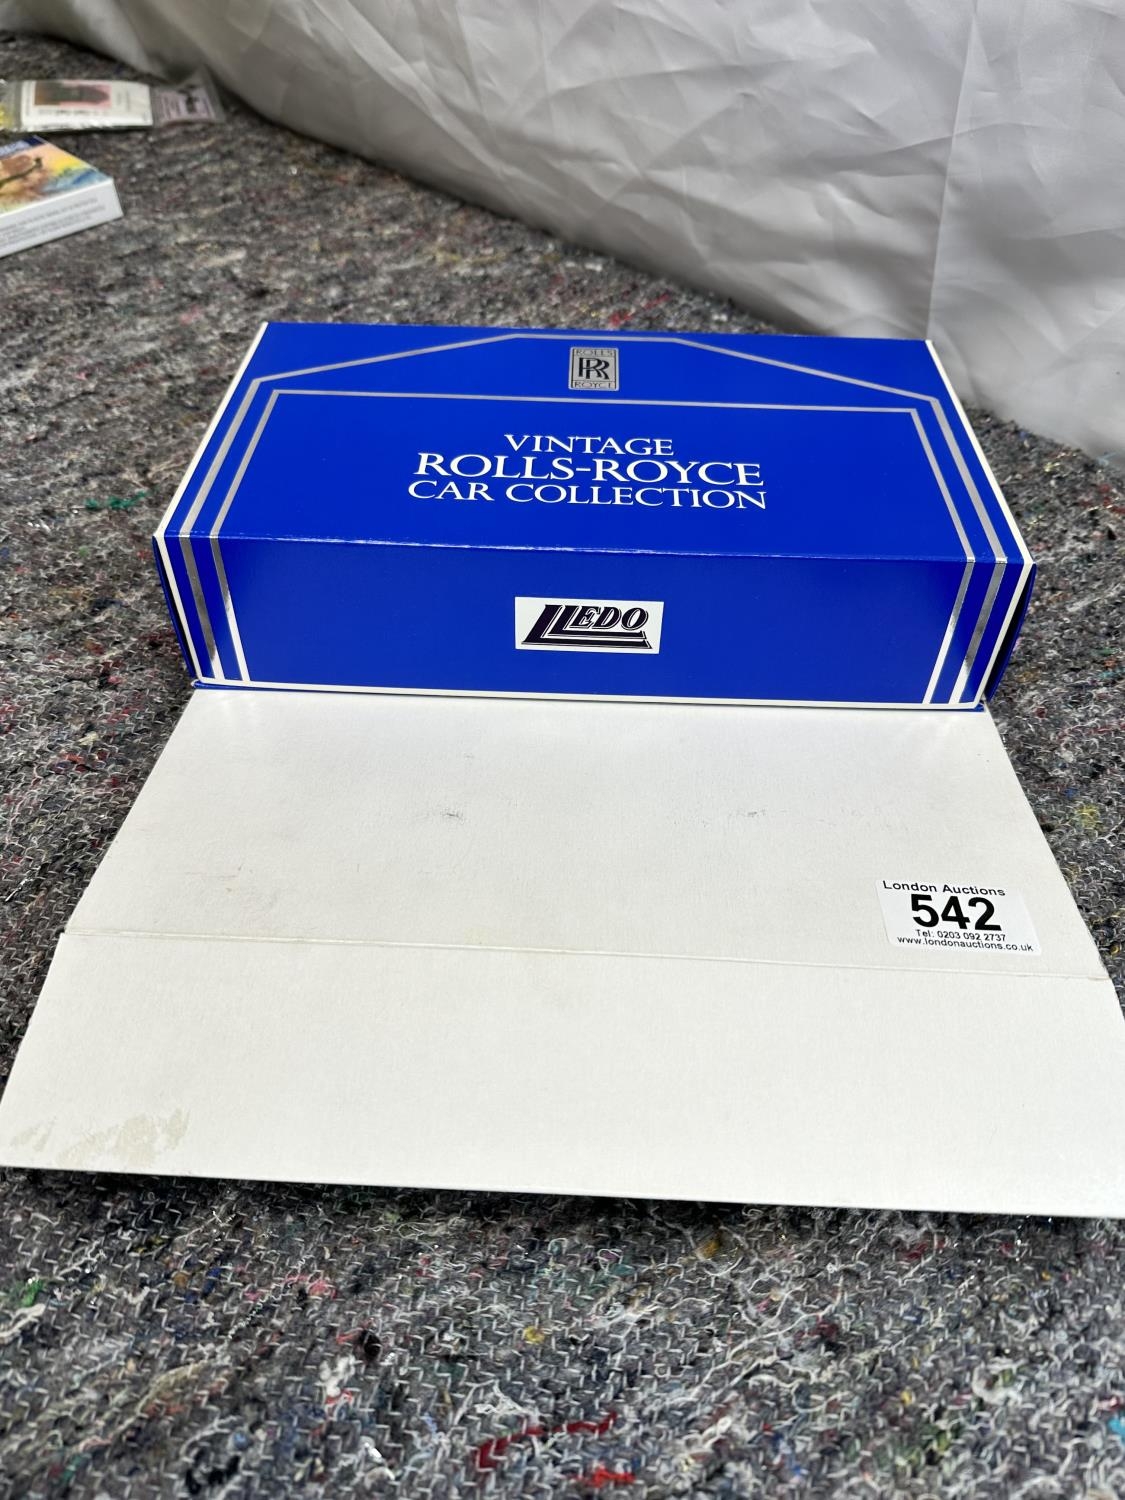 ROLLS
RR
ROYCE
VINTAGE
ROLLS-ROYCE
CAR COLLECTION
LLEDO
London Auctions
542
Tel: 0203 092 2737
www.londonauctions.co.uk